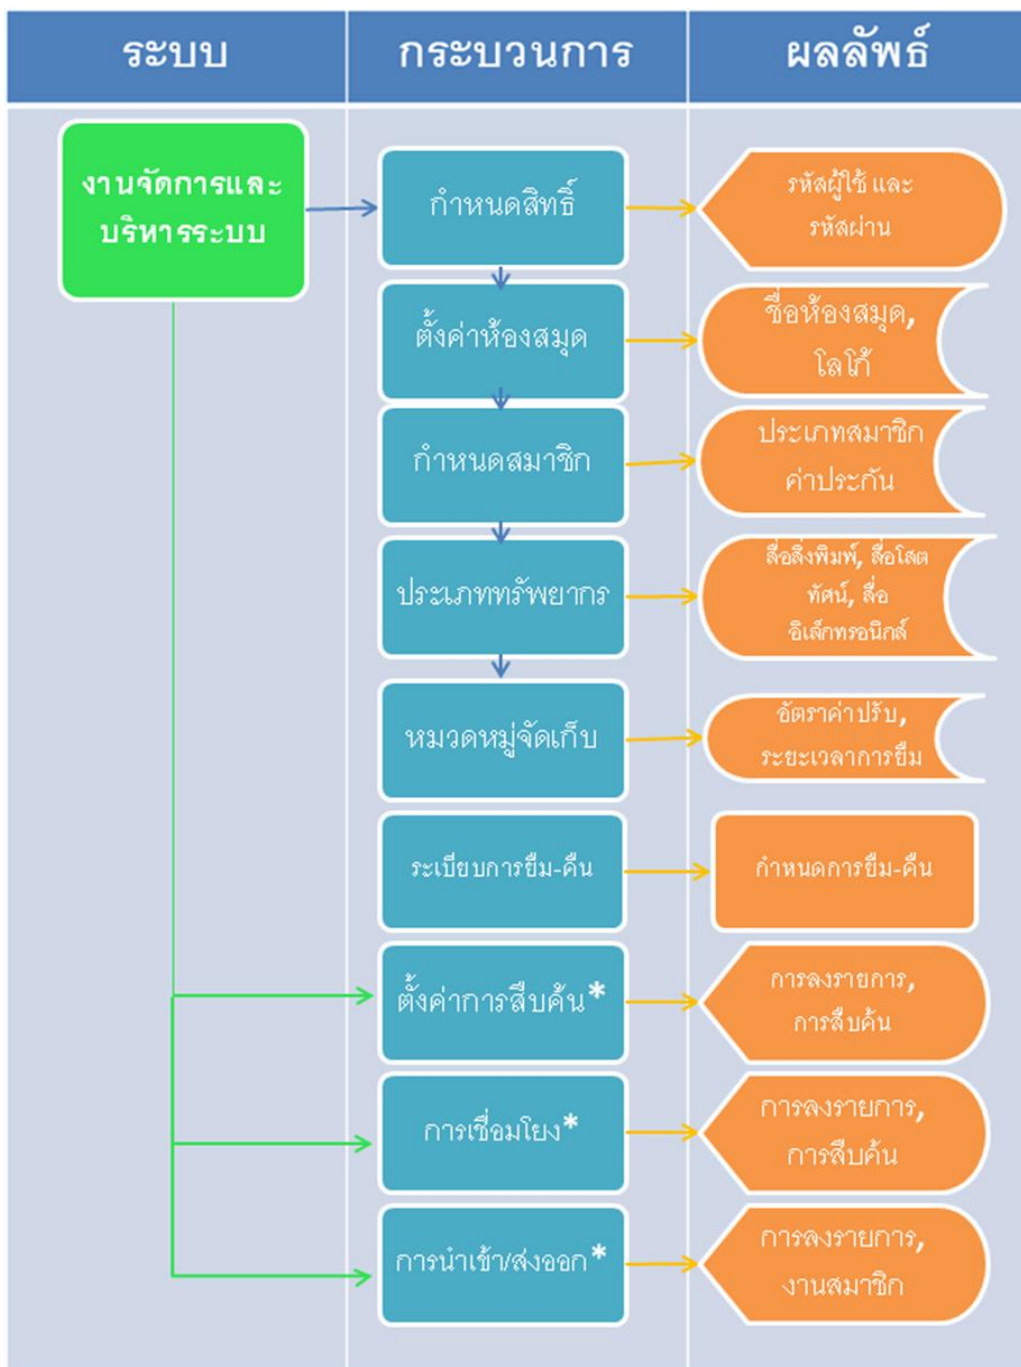 ระบบ
กระบวนการ
ผลลัพธ์
งานจัดการและ
บริหารระบบ
กำหนดสิทธิ์
รหัสผู้ใช้ และ
รหัสผ่าน
ตั้งค่าห้องสมุด
ชื่อห้องสมุด,
โลโก้
กำหนดสมาชิก
ประเภทสมาชิก
ค่าประกัน
ประเภททรัพยากร
สื่อสิ่งพิมพ์, สื่อโสต
ทัศน์, สื่อ
อิเล็กทรอนิกส์
หมวดหมู่จัดเก็บ
อัตราค่าปรับ,
ระยะเวลาการยืม
ระเบียบการยืม-คืน
กำหนดการยืม-คืน
ตั้งค่าการสืบค้น*
การลงรายการ,
การสืบค้น
การเชื่อมโยง*
การลงรายการ,
การสืบค้น
การนำเข้า/ส่งออก*
การลงรายการ,
งานสมาชิก